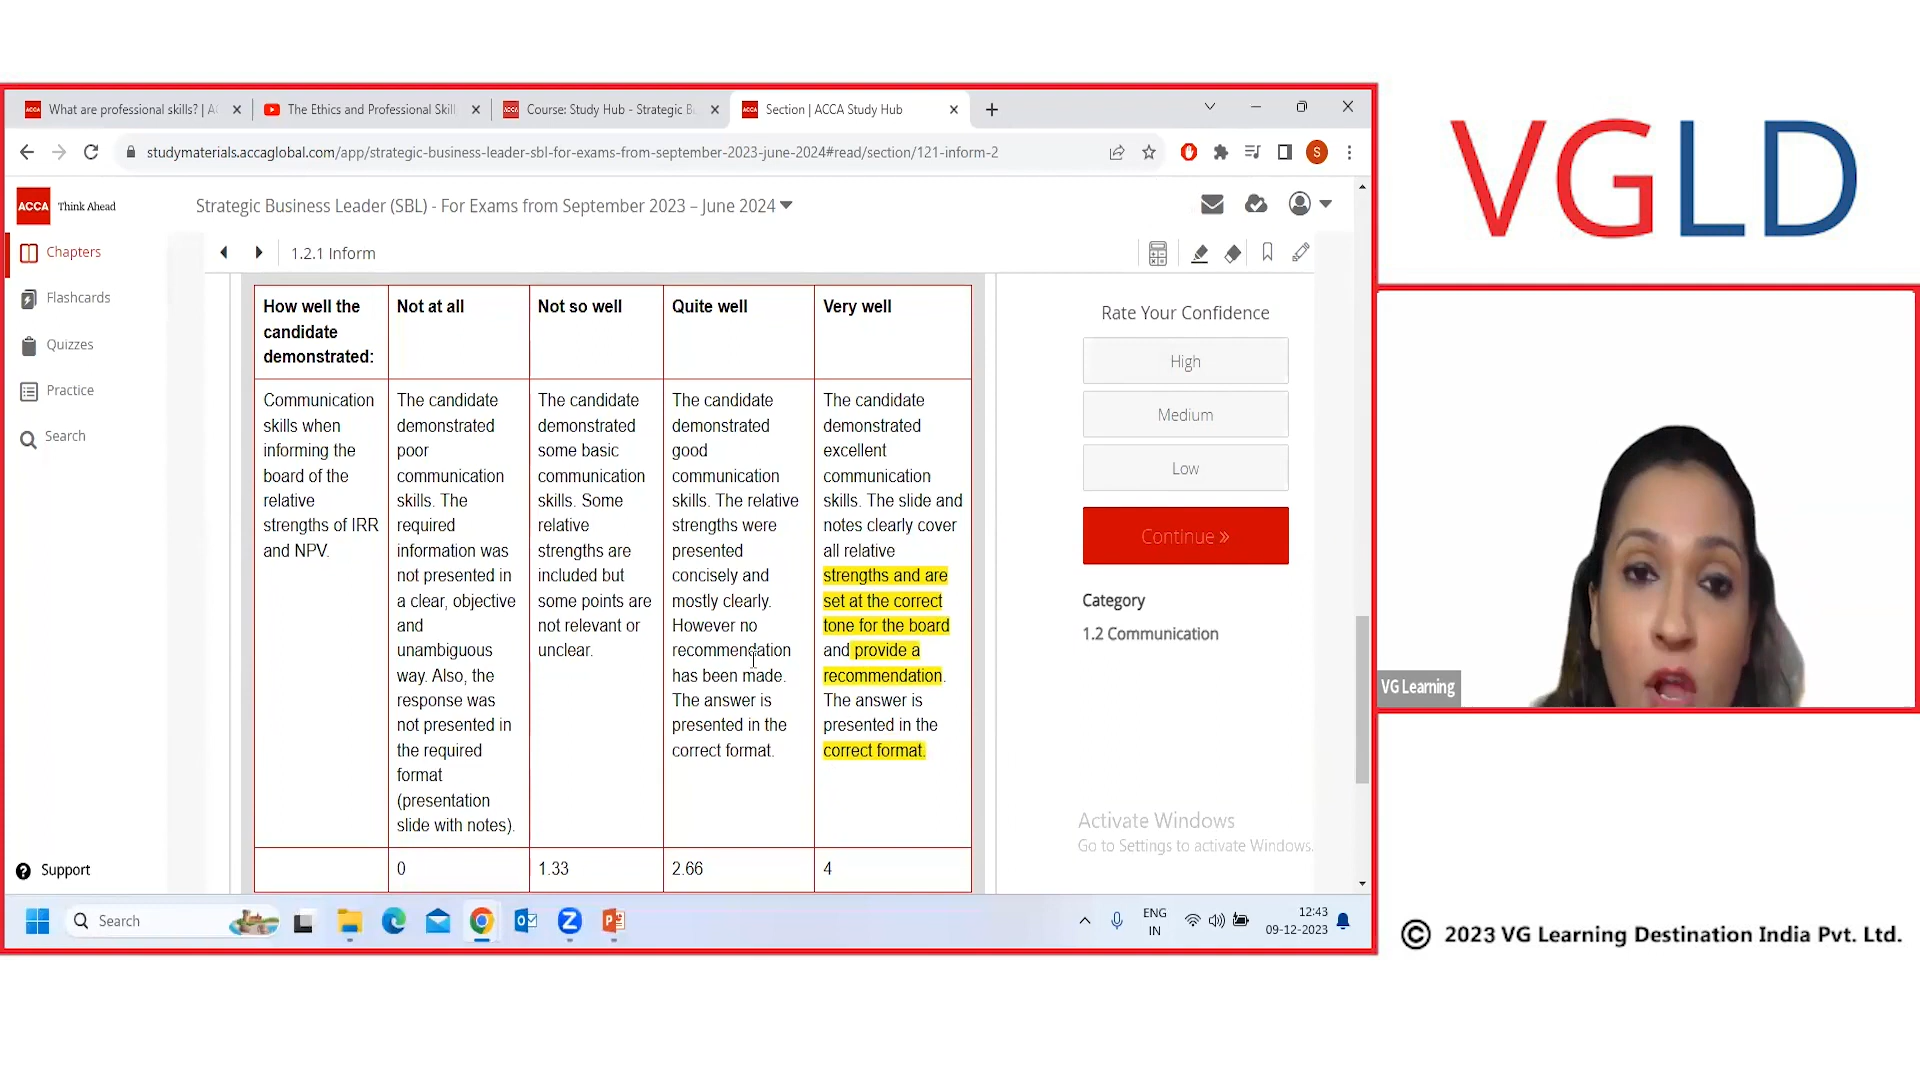 What are professional skills? | AC
The Ethics and Professional Skill
Course: Study Hub - Strategic B
Section | ACCA Study Hub
studymaterials.accaglobal.com/app/strategic-business-leader-sbl-for-exams-from-september-2023-june-2024#read/section/121-inform-2
S
ACCA
Think Ahead
Strategic Business Leader (SBL) - For Exams from September 2023 – June 2024
Chapters
Flashcards
Quizzes
Practice
Search
Support
1.2.1 Inform
How well the
candidate
demonstrated:
Not at all
Not so well
Quite well
Very well
Communication
skills when
informing the
board of the
relative
strengths of IRR
and NPV.
The candidate
demonstrated
poor
communication
skills. The
required
information was
not presented in
a clear, objective
and
unambiguous
way. Also, the
response was
not presented in
the required
format
(presentation
slide with notes).
The candidate
demonstrated
some basic
communication
skills. Some
relative
strengths are
included but
some points are
not relevant or
unclear.
The candidate
demonstrated
good
communication
skills. The relative
strengths were
presented
concisely and
mostly clearly.
However no
recommendation
has been made.
The answer is
presented in the
correct format.
The candidate
demonstrated
excellent
communication
skills. The slide and
notes clearly cover
all relative
strengths and are
set at the correct
tone for the board
and provide a
recommendation.
The answer is
presented in the
correct format.
0
1.33
2.66
4
Rate Your Confidence
High
Medium
Low
Continue »
Category
1.2 Communication
Activate Windows
Go to Settings to activate Windows.
Search
ENG
IN
12:43
09-12-2023
VGLD
VG Learning
© 2023 VG Learning Destination India Pvt. Ltd.